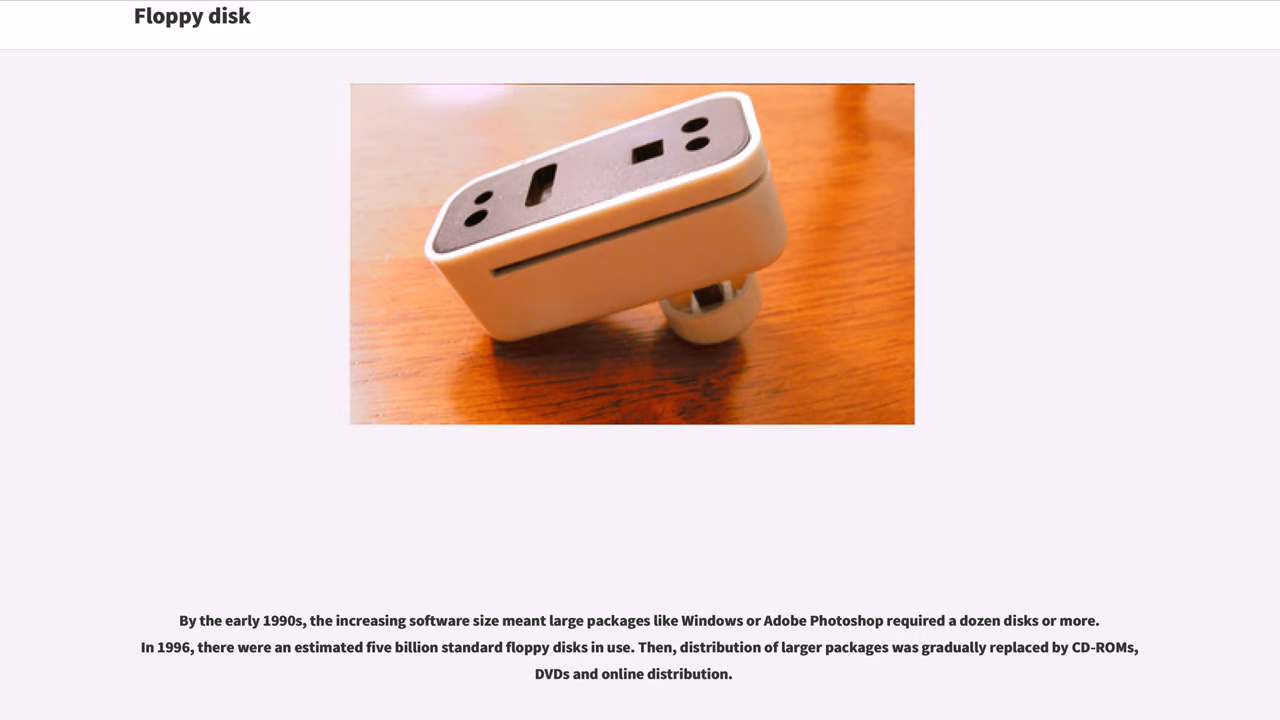 Floppy disk
By the early 1990s, the increasing software size meant large packages like Windows or Adobe Photoshop required a dozen disks or more.
In 1996, there were an estimated five billion standard floppy disks in use. Then, distribution of larger packages was gradually replaced by CD-ROMs,
DVDs and online distribution.